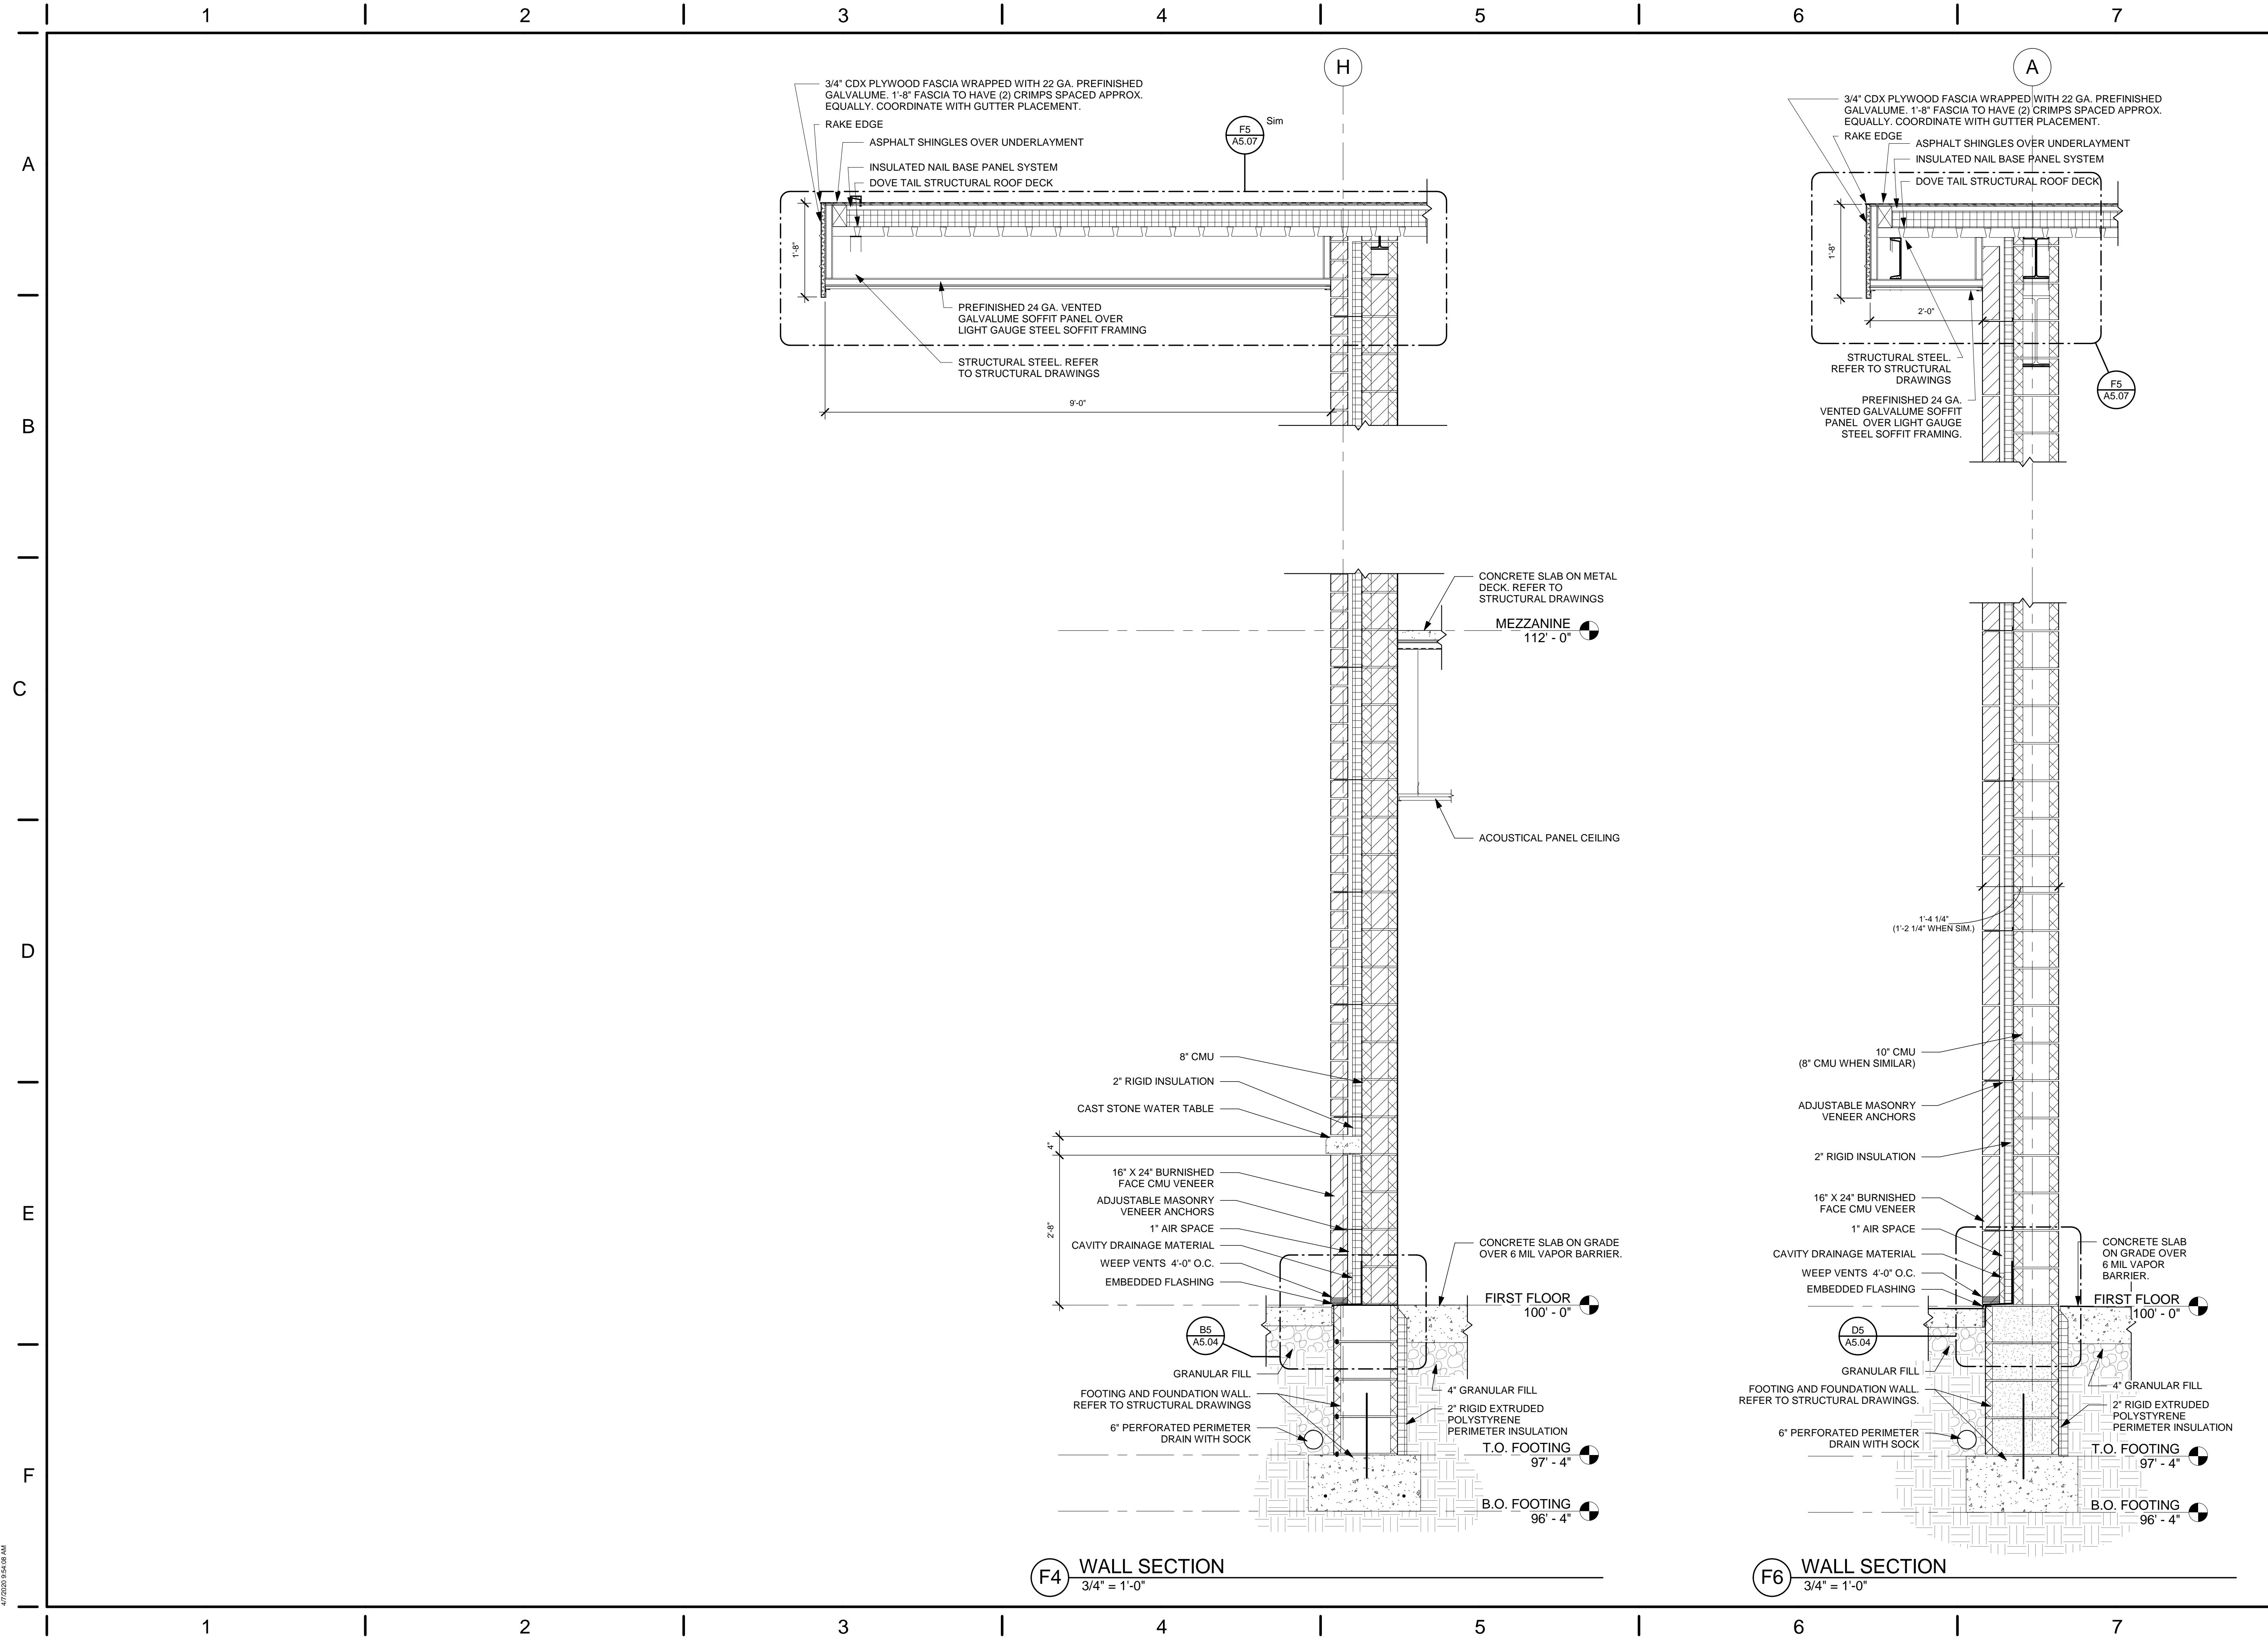 1 2 3 4 5 6 7
H
A
3/4" CDX PLYWOOD FASCIA WRAPPED WITH 22 GA. PREFINISHED
GALVALUME. 1'-8" FASCIA TO HAVE (2) CRIMPS SPACED APPROX.
EQUALLY. COORDINATE WITH GUTTER PLACEMENT.
RAKE EDGE
ASPHALT SHINGLES OVER UNDERLAYMENT
INSULATED NAIL BASE PANEL SYSTEM
DOVE TAIL STRUCTURAL ROOF DECK
F5
A5.07
Sim
1'-8"
PREFINISHED 24 GA. VENTED
GALVALUME SOFFIT PANEL OVER
LIGHT GAUGE STEEL SOFFIT FRAMING
STRUCTURAL STEEL. REFER
TO STRUCTURAL DRAWINGS
9'-0"
CONCRETE SLAB ON METAL
DECK. REFER TO
STRUCTURAL DRAWINGS
MEZZANINE
112' - 0"
ACOUSTICAL PANEL CEILING
8" CMU
2" RIGID INSULATION
CAST STONE WATER TABLE
4"
16" X 24" BURNISHED
FACE CMU VENEER
ADJUSTABLE MASONRY
VENEER ANCHORS
2'-8"
1" AIR SPACE
CAVITY DRAINAGE MATERIAL
WEEP VENTS 4'-0" O.C.
EMBEDDED FLASHING
CONCRETE SLAB ON GRADE
OVER 6 MIL VAPOR BARRIER.
FIRST FLOOR
100' - 0"
B5
A5.04
GRANULAR FILL
FOOTING AND FOUNDATION WALL.
REFER TO STRUCTURAL DRAWINGS
6" PERFORATED PERIMETER
DRAIN WITH SOCK
4" GRANULAR FILL
2" RIGID EXTRUDED
POLYSTYRENE
PERIMETER INSULATION
T.O. FOOTING
97' - 4"
B.O. FOOTING
96' - 4"
F4
WALL SECTION
3/4" = 1'-0"
3/4" CDX PLYWOOD FASCIA WRAPPED WITH 22 GA. PREFINISHED
GALVALUME. 1'-8" FASCIA TO HAVE (2) CRIMPS SPACED APPROX.
EQUALLY. COORDINATE WITH GUTTER PLACEMENT.
RAKE EDGE
ASPHALT SHINGLES OVER UNDERLAYMENT
INSULATED NAIL BASE PANEL SYSTEM
DOVE TAIL STRUCTURAL ROOF DECK
1'-8"
2'-0"
STRUCTURAL STEEL.
REFER TO STRUCTURAL
DRAWINGS
F5
A5.07
PREFINISHED 24 GA.
VENTED GALVALUME SOFFIT
PANEL OVER LIGHT GAUGE
STEEL SOFFIT FRAMING.
1'-4 1/4"
(1'-2 1/4" WHEN SIM.)
10" CMU
(8" CMU WHEN SIMILAR)
ADJUSTABLE MASONRY
VENEER ANCHORS
2" RIGID INSULATION
16" X 24" BURNISHED
FACE CMU VENEER
1" AIR SPACE
CAVITY DRAINAGE MATERIAL
WEEP VENTS 4'-0" O.C.
EMBEDDED FLASHING
CONCRETE SLAB
ON GRADE OVER
6 MIL VAPOR
BARRIER.
FIRST FLOOR
100' - 0"
D5
A5.04
GRANULAR FILL
FOOTING AND FOUNDATION WALL.
REFER TO STRUCTURAL DRAWINGS.
6" PERFORATED PERIMETER
DRAIN WITH SOCK
4" GRANULAR FILL
2" RIGID EXTRUDED
POLYSTYRENE
PERIMETER INSULATION
T.O. FOOTING
97' - 4"
B.O. FOOTING
96' - 4"
F6
WALL SECTION
3/4" = 1'-0"
A
B
C
D
E
F
4/7/2020 9:54:08 AM
1 2 3 4 5 6 7